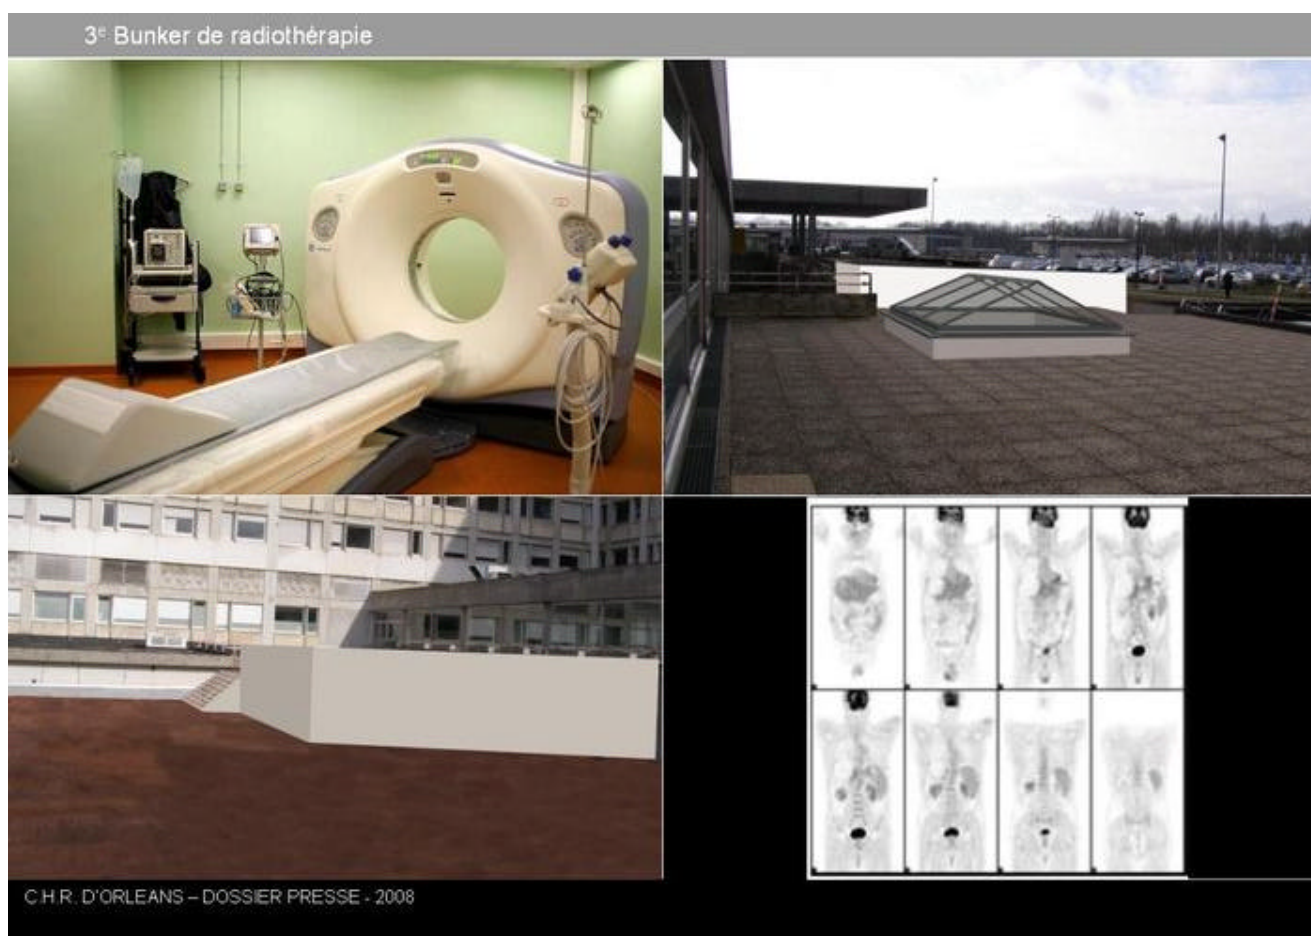 3e Bunker de radiothérapie
C.H.R. D'ORLEANS – DOSSIER PRESSE - 2008